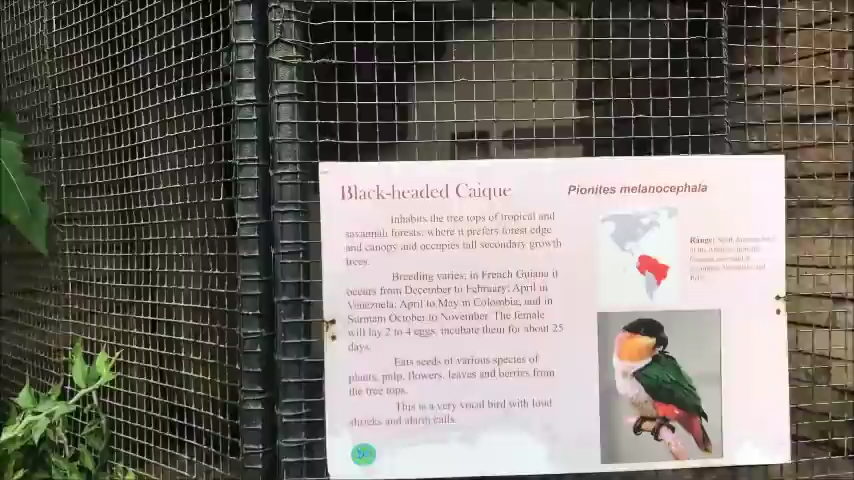 Black-headed Caique
Pionites melanocephala
Inhabits the tree tops of tropical and
savannah forests; where it prefers forest edge
and canopy and occupies tall secondary growth
trees.
Breeding varies; in French Guiana it
occurs from December to February; April in
Venezuela; April to May in Colombia; and in
Surinam October to November. The female
will lay 2 to 4 eggs, incubate them for about 25
days.
Eats seeds of various species of
plants, pulp, flowers, leaves and berries from
the tree tops.
This is a very vocal bird with loud
shrieks and alarm calls.
Range: